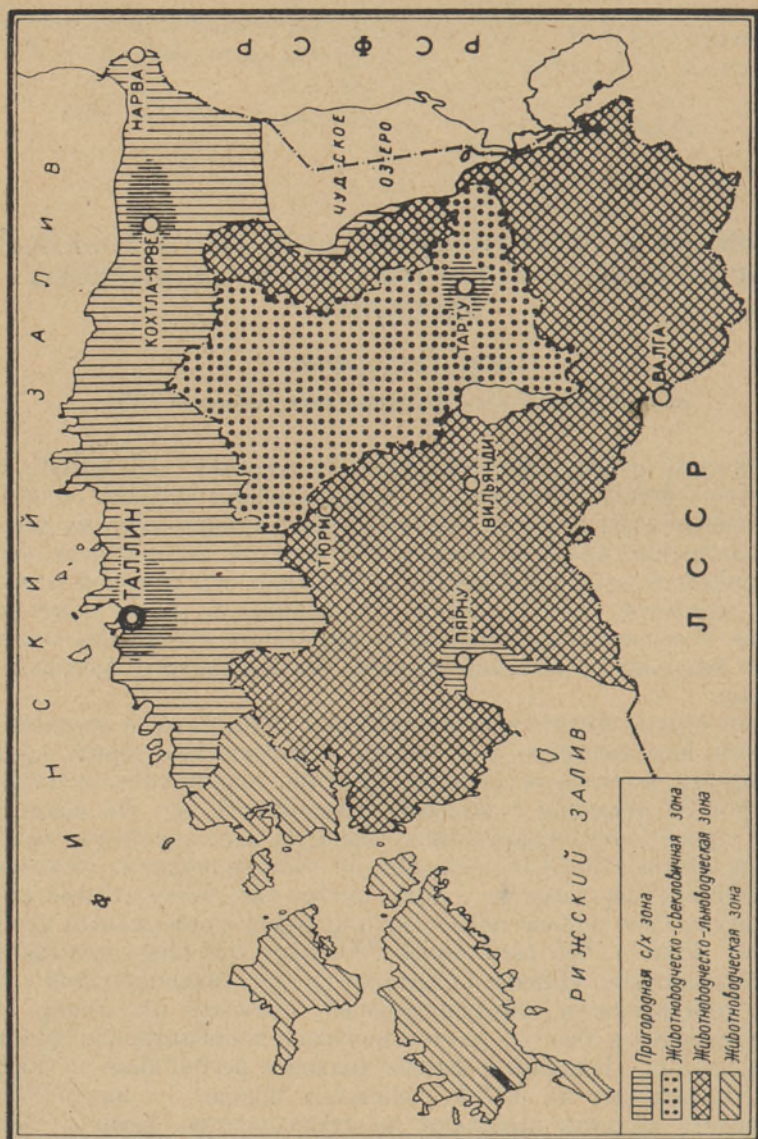 ФИНСКИЙ ЗАЛИВ
ТАЛЛИН
КОХТЛА-ЯРВЕ
НАРВА
РСФСР
ЧУДСКОЕ
ОЗЕРО
ТЮРИ
ТАРТУ
ПЯРНУ
ВИЛЬЯНДИ
ВАЛГА
РИЖСКИЙ ЗАЛИВ
ЛССР
Пригородная с/х зона
Животноводческо-свекловичная зона
Животноводческо-льноводческая зона
Животноводческая зона